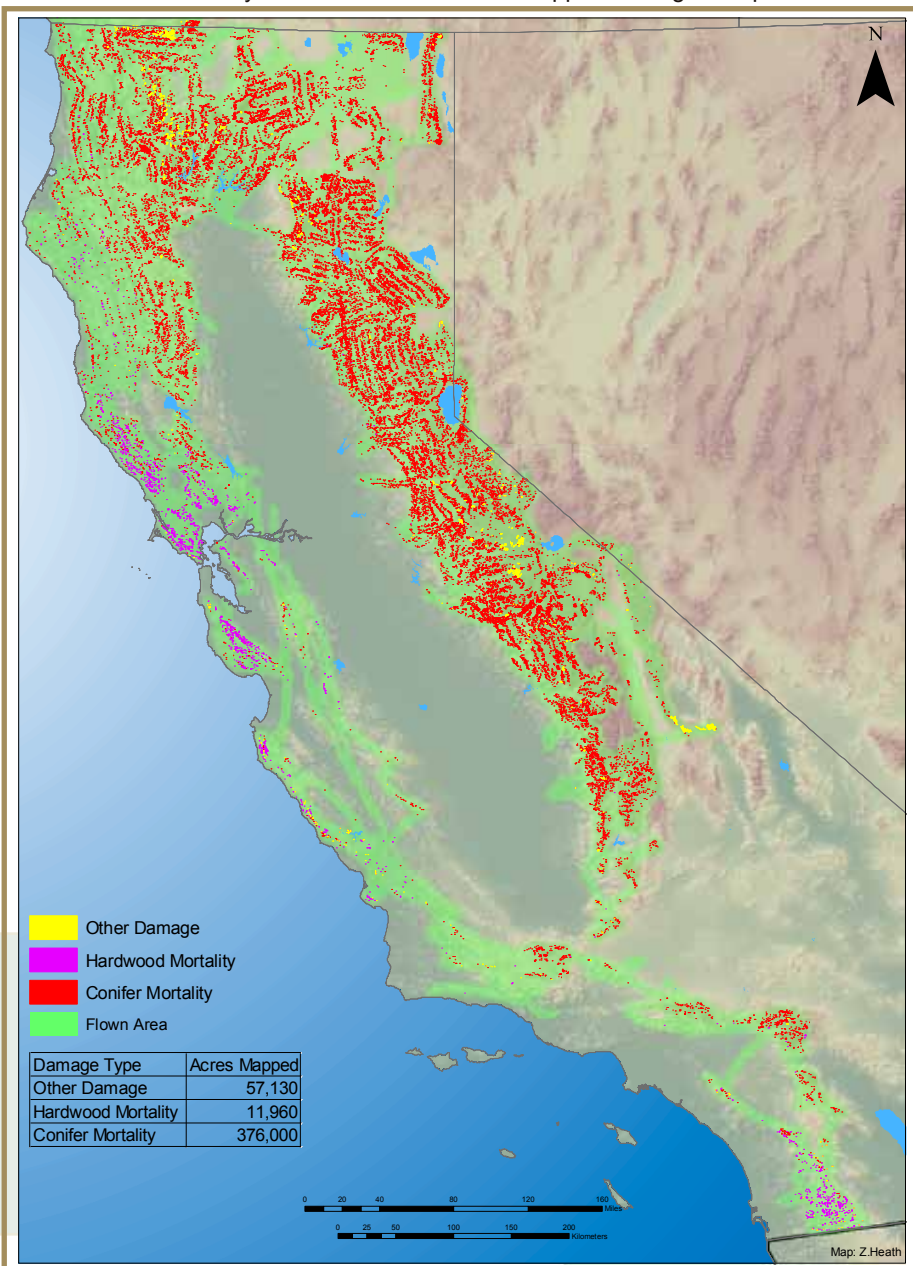 N
Other Damage
Hardwood Mortality
Conifer Mortality
Flown Area
Damage Type Acres Mapped
Other Damage 57,130
Hardwood Mortality 11,960
Conifer Mortality 376,000
0 20 40 80 120 160
Miles
0 25 50 100 150 200
Kilometers
Map: Z.Heath